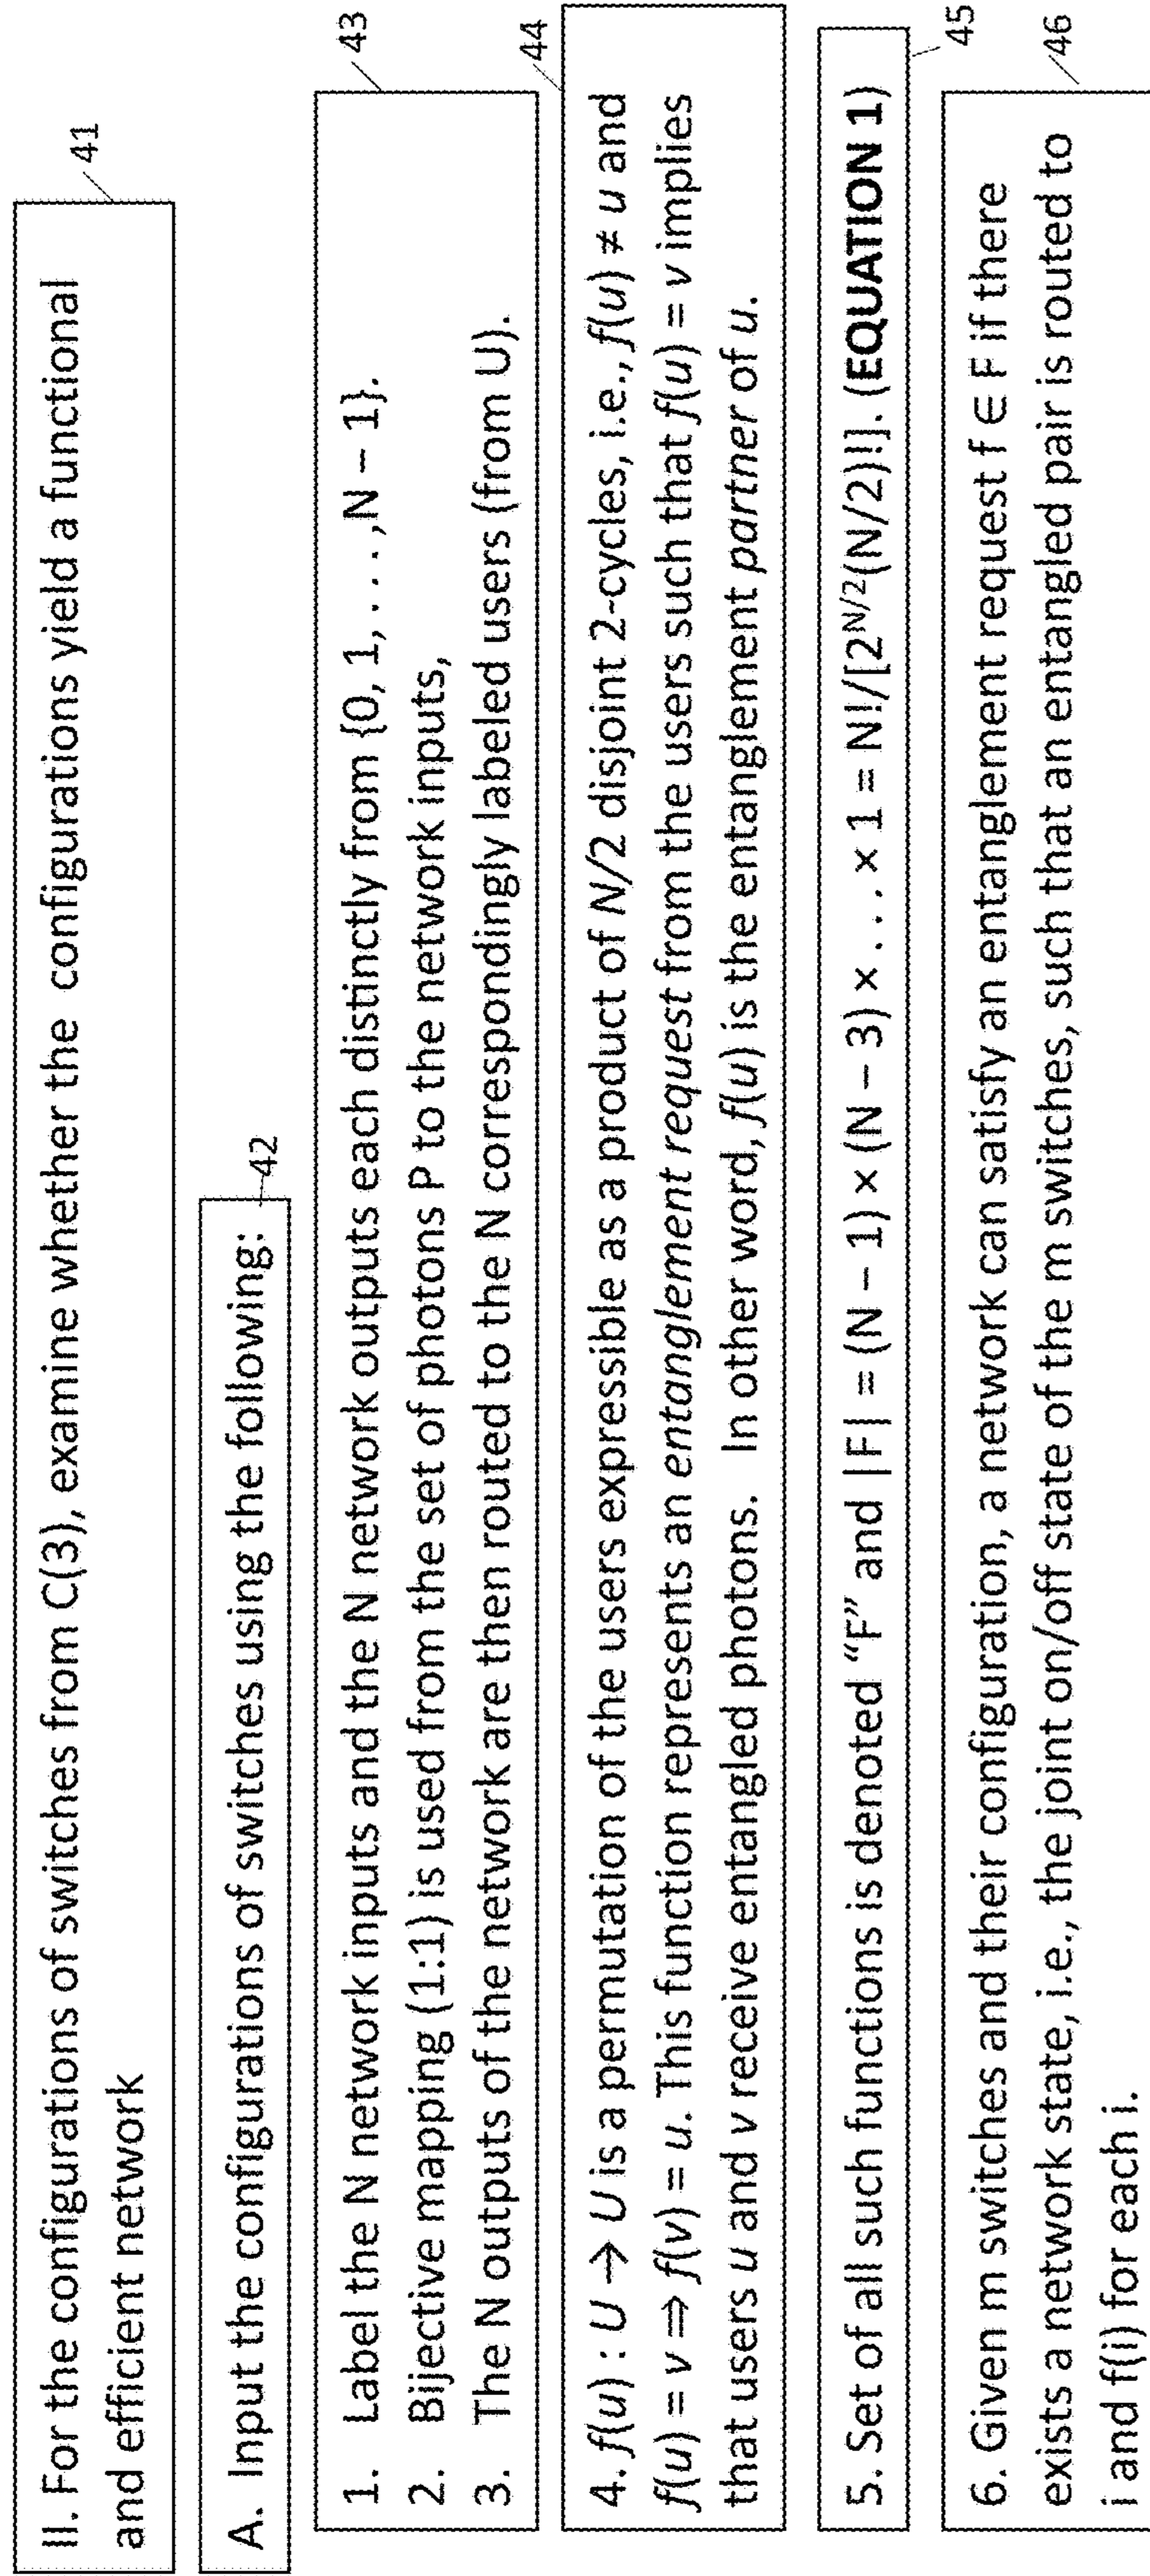 II. For the configurations of switches from C(3), examine whether the configurations yield a functional
and efficient network
41
A. Input the configurations of switches using the following:
42
1. Label the N network inputs and the N network outputs each distinctly from {0, 1, . . . ,N – 1}.
2. Bijective mapping (1:1) is used from the set of photons P to the network inputs,
3. The N outputs of the network are then routed to the N correspondingly labeled users (from U).
43
4. f(u) : U → U is a permutation of the users expressible as a product of N/2 disjoint 2-cycles, i.e., f(u) ≠ u and
f(u) = v ⇒ f(v) = u. This function represents an entanglement request from the users such that f(u) = v implies
that users u and v receive entangled photons. In other word, f(u) is the entanglement partner of u.
44
5. Set of all such functions is denoted “F” and |F| = (N – 1) × (N – 3) × . . . × 1 = N!/[2^N/2(N/2)!]. (EQUATION 1)
45
6. Given m switches and their configuration, a network can satisfy an entanglement request f ∈ F if there
exists a network state, i.e., the joint on/off state of the m switches, such that an entangled pair is routed to
i and f(i) for each i.
46